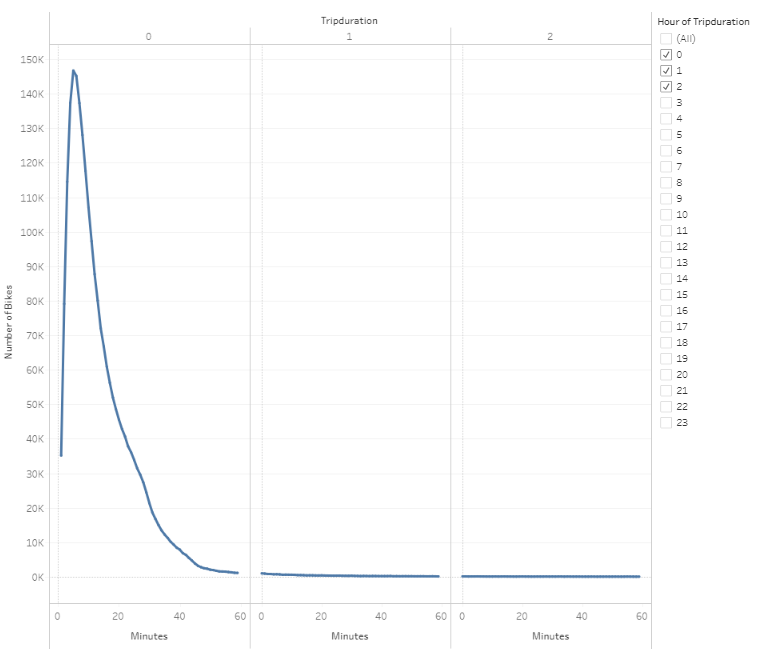 Tripduration
0 1 2
150K
140K
130K
120K
110K
100K
90K
80K
70K
60K
50K
40K
30K
20K
10K
0K
Number of Bikes
0 20 40 60 0 20 40 60 0 20 40 60
Minutes Minutes Minutes
Hour of Tripduration
(All)
0
1
2
3
4
5
6
7
8
9
10
11
12
13
14
15
16
17
18
19
20
21
22
23